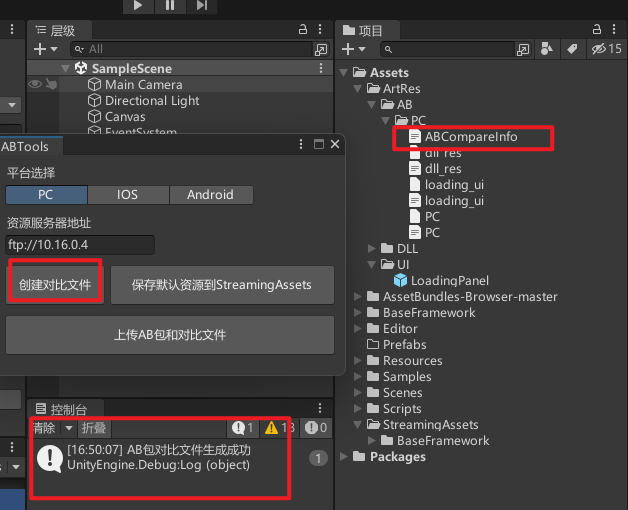 层级
All
SampleScene
Main Camera
Directional Light
Canvas
EventSystem
ABTools
平台选择
PC
IOS
Android
资源服务器地址
ftp://10.16.0.4
创建对比文件
保存默认资源到StreamingAssets
上传AB包和对比文件
控制台
清除
折叠
1
13
0
[16:50:07] AB包对比文件生成成功
UnityEngine.Debug:Log (object)
1
项目
15
Assets
ArtRes
AB
PC
ABCompareInfo
dll_res
dll_res
loading_ui
loading_ui
PC
PC
DLL
UI
LoadingPanel
AssetBundles-Browser-master
BaseFramework
Editor
Prefabs
Resources
Samples
Scenes
Scripts
StreamingAssets
BaseFramework
Packages